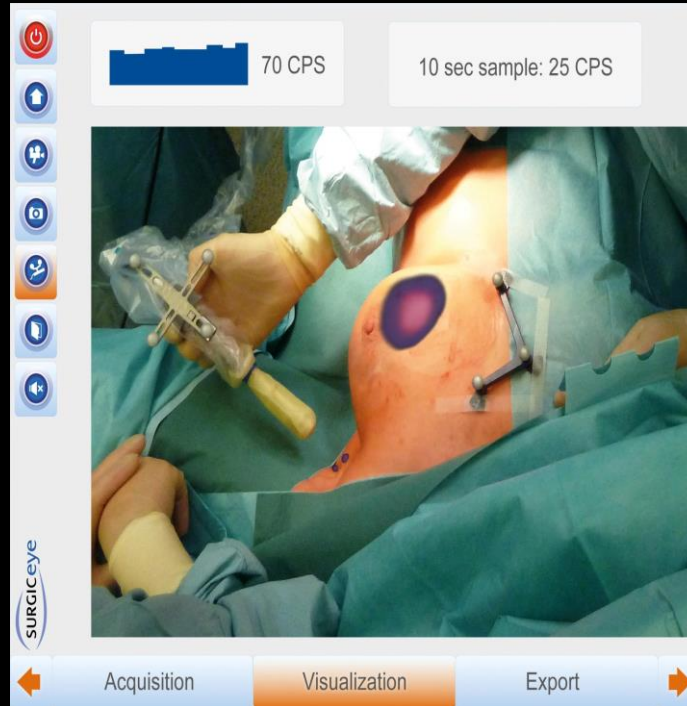 70 CPS
10 sec sample: 25 CPS
SURGICeye
Acquisition
Visualization
Export